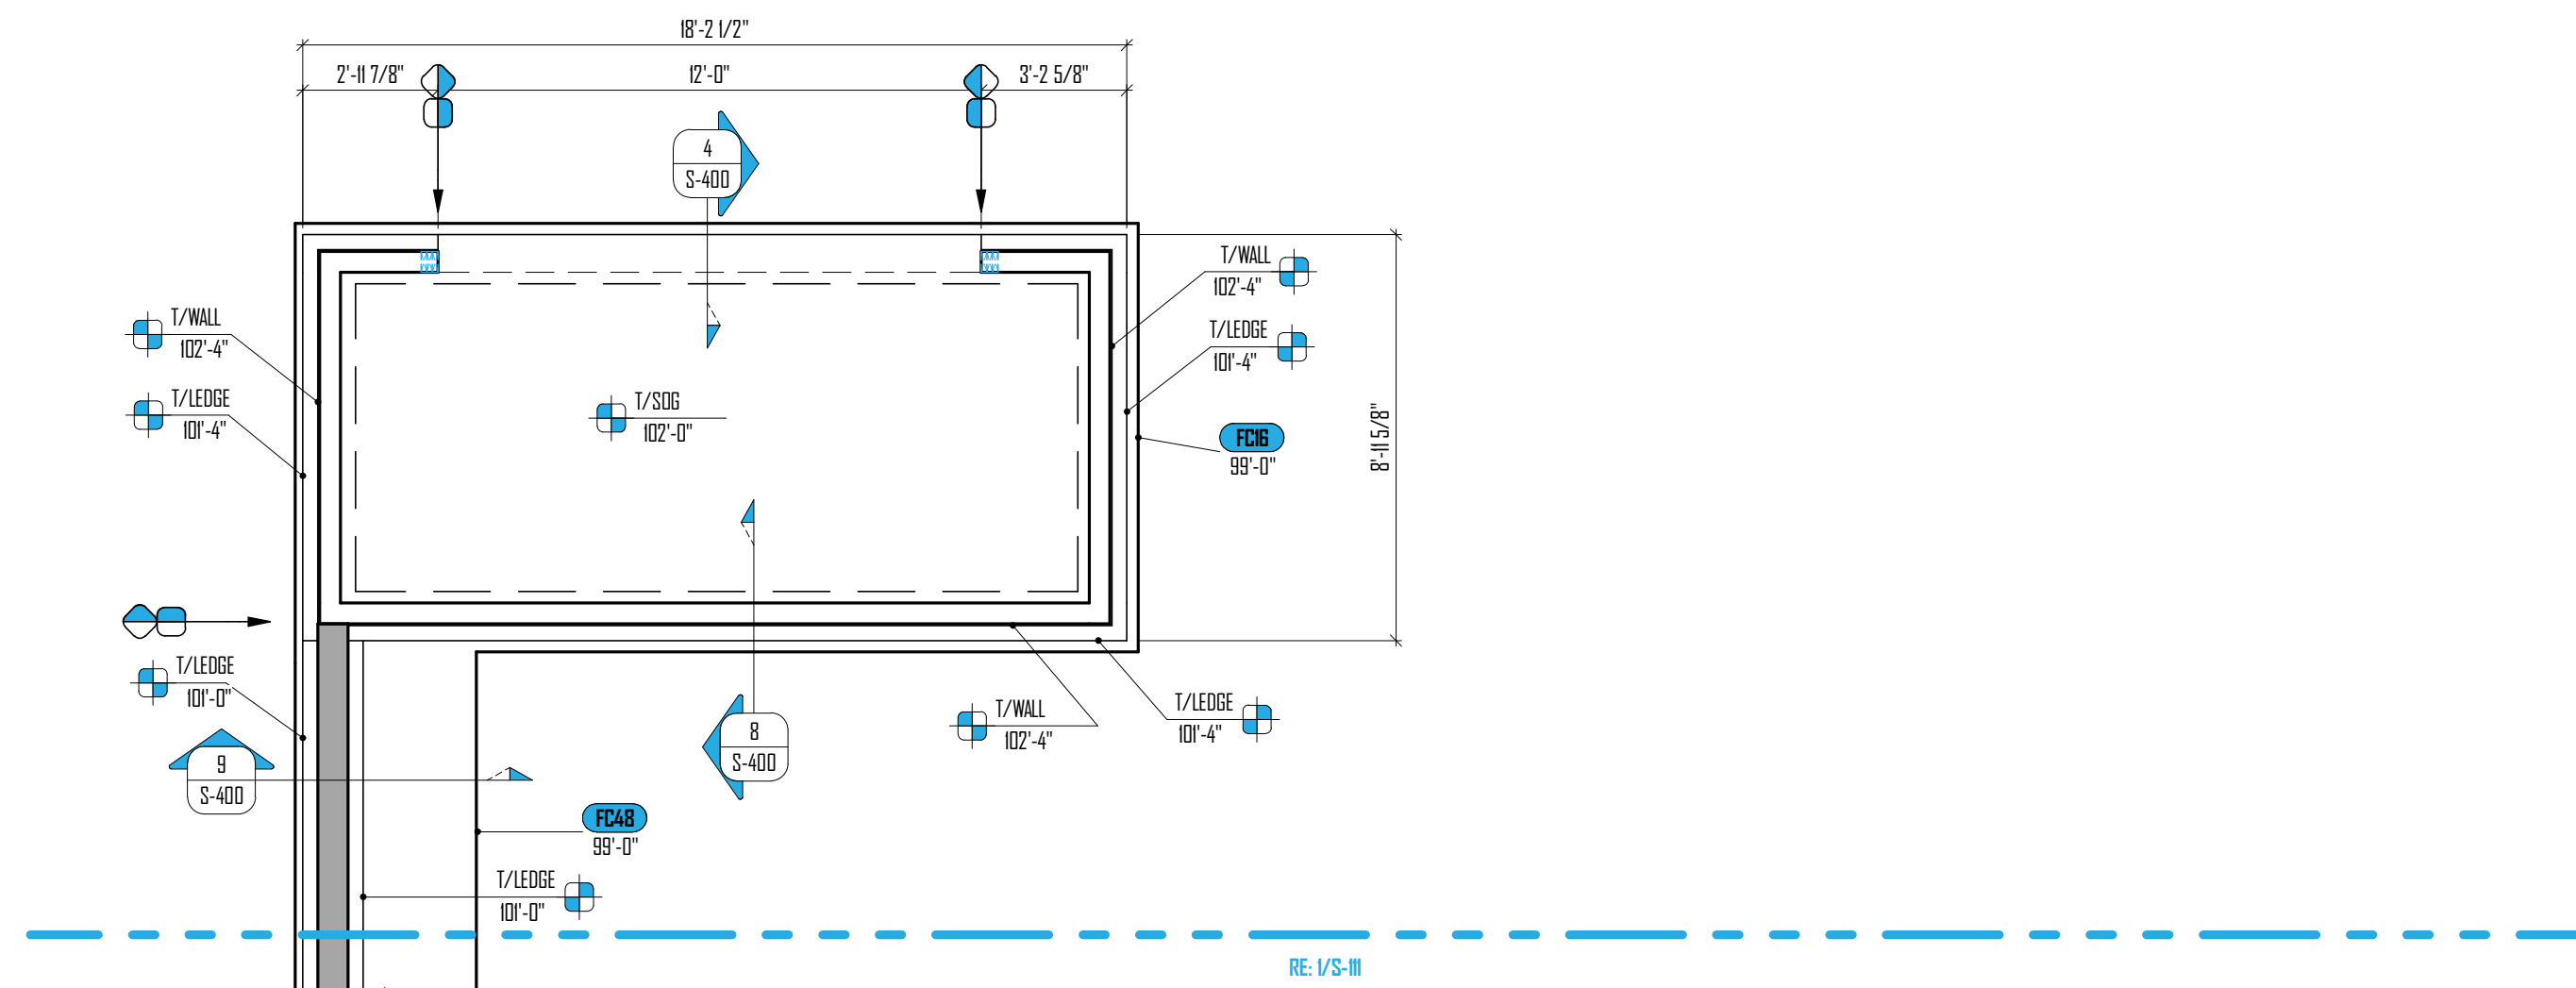 18'-2 1/2"
2'-11 7/8"
12'-0"
3'-2 5/8"
4
S-400
T/WALL
102'-4"
T/LEDGE
101'-4"
T/WALL
102'-4"
T/LEDGE
101'-4"
T/SOG
102'-0"
FC16
99'-0"
8'-11 5/8"
T/LEDGE
101'-0"
9
S-400
8
S-400
T/WALL
102'-4"
T/LEDGE
101'-4"
FC48
99'-0"
T/LEDGE
101'-0"
RE: 1/S-111